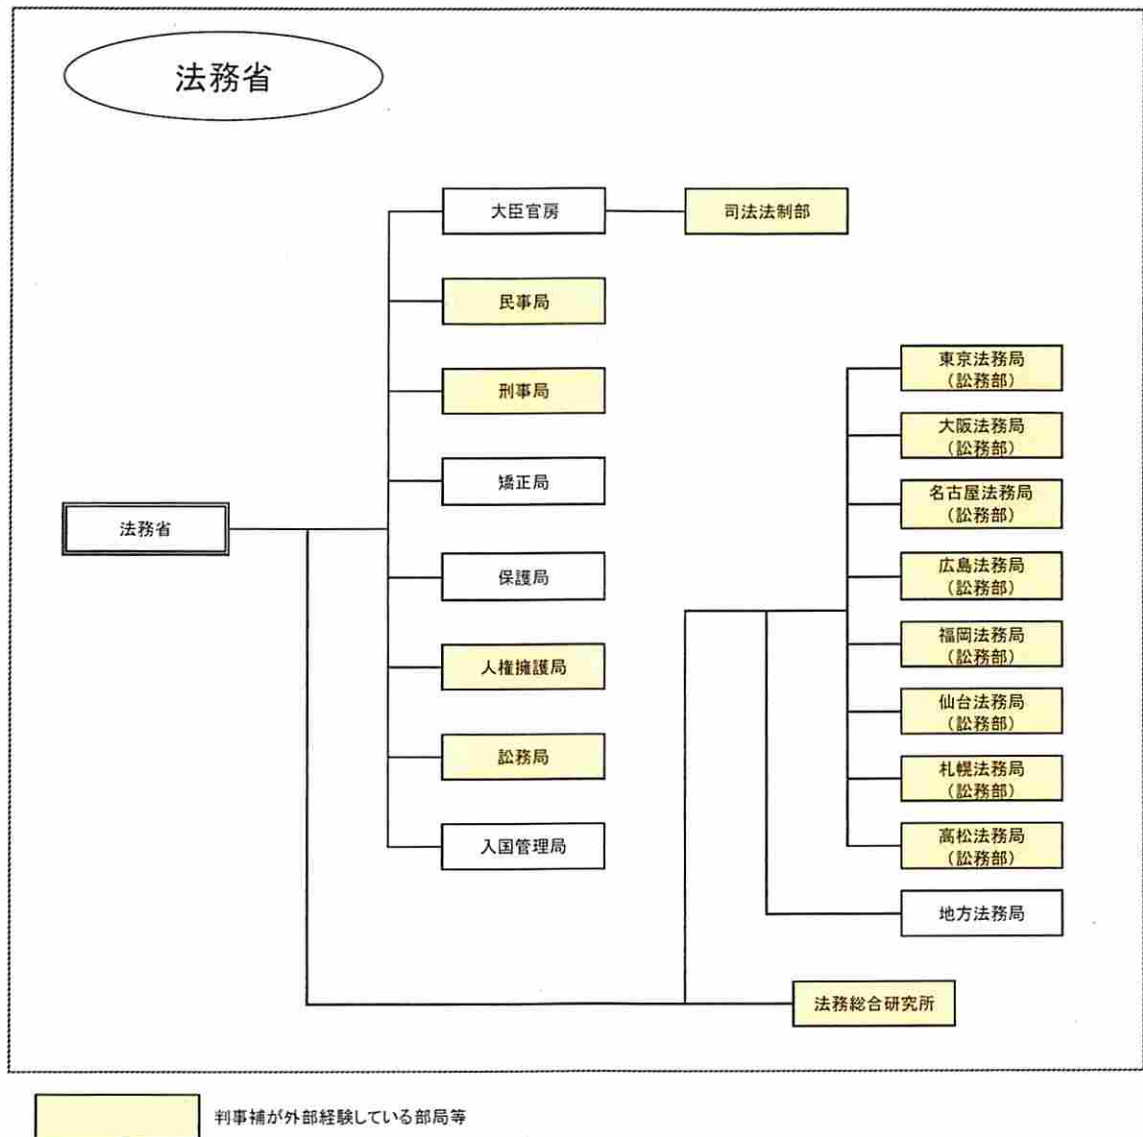 法務省
大臣官房
司法法制部
民事局
刑事局
矯正局
法務省
保護局
人権擁護局
訟務局
入国管理局
東京法務局
(訟務部)
大阪法務局
(訟務部)
名古屋法務局
(訟務部)
広島法務局
(訟務部)
福岡法務局
(訟務部)
仙台法務局
(訟務部)
札幌法務局
(訟務部)
高松法務局
(訟務部)
地方法務局
法務総合研究所
判事補が外部経験している部局等